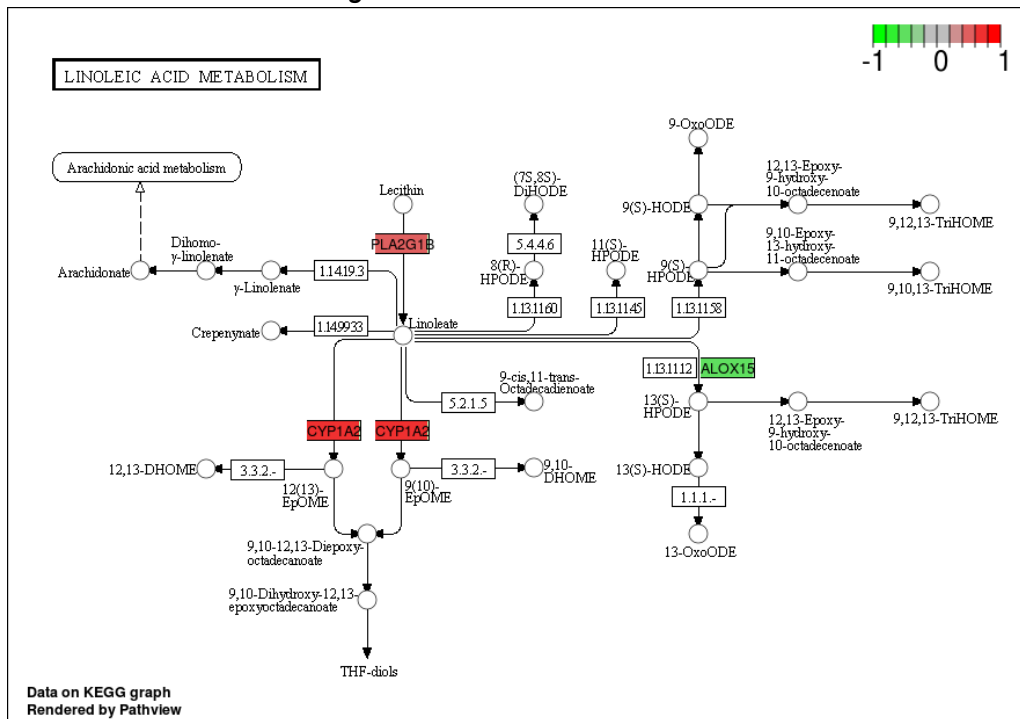 -1
0
1
LINOLEIC ACID METABOLISM
9-OxoODE
Arachidonic acid metabolism
Lecithin
(7S,8S)-
DiHODE
12,13-Epoxy-
9-hydroxy-
10-octadecenoate
9(S)-HODE
9,12,13-TriHOME
PLA2G1B
5.4.4.6
11(S)-
HPODE
9,10-Epoxy-
13-hydroxy-
11-octadecenoate
Dihomo-
γ-linolenate
Arachidonate
γ-Linolenate
1.14.19.3
8(R)-
HPODE
9(S)-
HPODE
9,10,13-TriHOME
1.13.11.60
1.13.11.45
1.13.11.58
Crepenynate
1.14.99.33
Linoleate
1.13.11.12
ALOX15
9-cis,11-trans-
Octadecadienoate
5.2.1.5
13(S)-
HPODE
12,13-Epoxy-
9-hydroxy-
10-octadecenoate
9,12,13-TriHOME
CYP1A2
CYP1A2
12,13-DHOME
3.3.2.-
12(13)-
EpOME
9(10)-
EpOME
3.3.2.-
9,10-
DHOME
13(S)-HODE
1.1.1.-
13-OxoODE
9,10-12,13-Diepoxy-
octadecanoate
9,10-Dihydroxy-12,13-
epoxyoctadecanoate
THF-diols
Data on KEGG graph
Rendered by Pathview